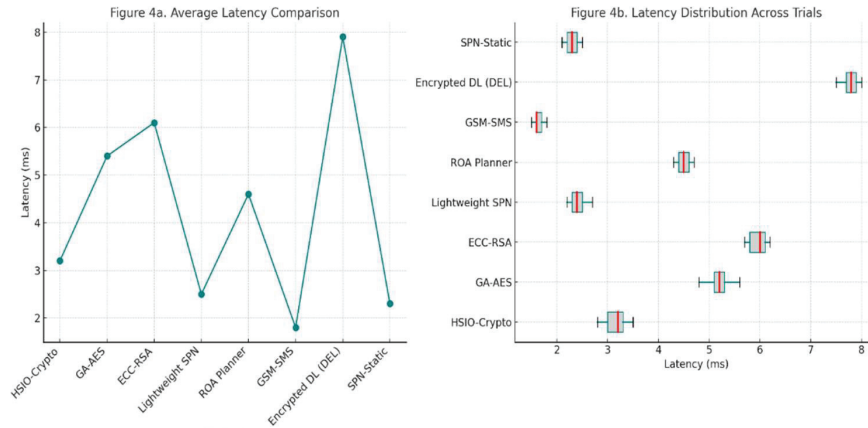 Figure 4a. Average Latency Comparison
8
7
6
5
4
3
2
Latency (ms)
HSIO-Crypto
GA-AES
ECC-RSA
Lightweight SPN
ROA Planner
GSM-SMS
Encrypted DL (DEL)
SPN-Static
Figure 4b. Latency Distribution Across Trials
SPN-Static
Encrypted DL (DEL)
GSM-SMS
ROA Planner
Lightweight SPN
ECC-RSA
GA-AES
HSIO-Crypto
2 3 4 5 6 7 8
Latency (ms)